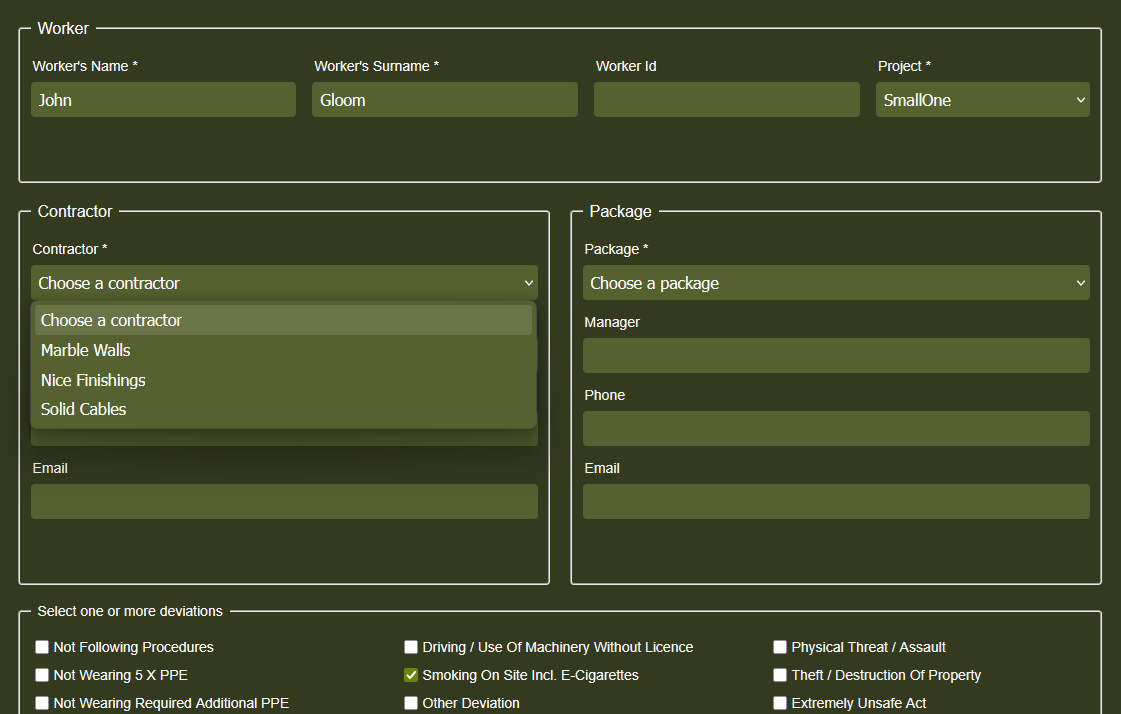 Worker
Worker's Name * Worker's Surname * Worker Id Project *
John Gloom SmallOne
Contractor
Contractor *
Choose a contractor
Choose a contractor
Marble Walls
Nice Finishings
Solid Cables
Email
Package
Package *
Choose a package
Manager
Phone
Email
Select one or more deviations
Not Following Procedures Driving / Use Of Machinery Without Licence Physical Threat / Assault
Not Wearing 5 X PPE Smoking On Site Incl. E-Cigarettes Theft / Destruction Of Property
Not Wearing Required Additional PPE Other Deviation Extremely Unsafe Act